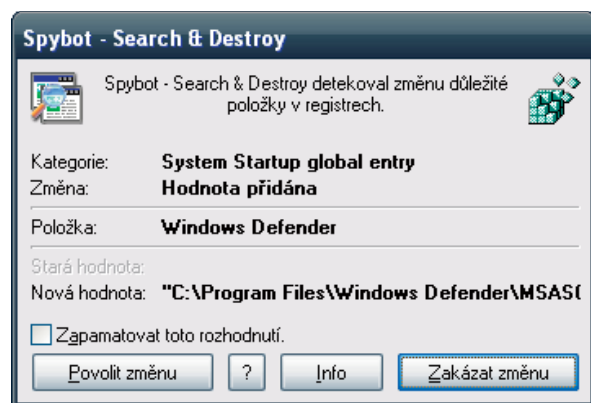 Spybot - Search & Destroy
Spybot - Search & Destroy detekoval změnu důležité
položky v registrech.
Kategorie: System Startup global entry
Změna: Hodnota přidána
Položka: Windows Defender
Stará hodnota:
Nová hodnota: "C:\Program Files\Windows Defender\MSASC
Zapamatovat toto rozhodnutí.
Povolit změnu ? Info Zakázat změnu